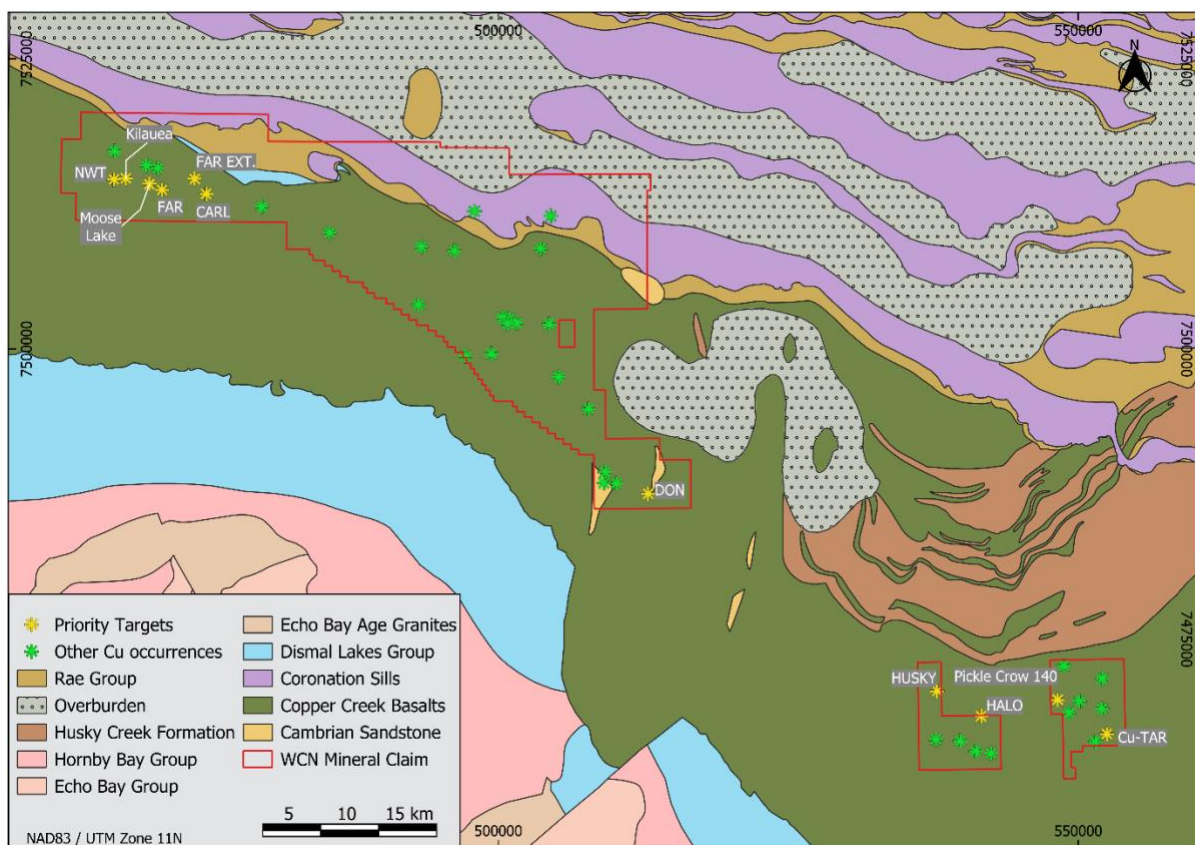 500000
550000
7525000
7525000
N
Kilauea
NWT
FAR EXT.
FAR
CARL
Moose
Lake
7500000
7500000
DON
7475000
HUSKY
Pickle Crow 140
HALO
Cu-TAR
Priority Targets
Other Cu occurrences
Rae Group
Overburden
Husky Creek Formation
Hornby Bay Group
Echo Bay Group
Echo Bay Age Granites
Dismal Lakes Group
Coronation Sills
Copper Creek Basalts
Cambrian Sandstone
WCN Mineral Claim
5 10 15 km
NAD83 / UTM Zone 11N
500000
550000